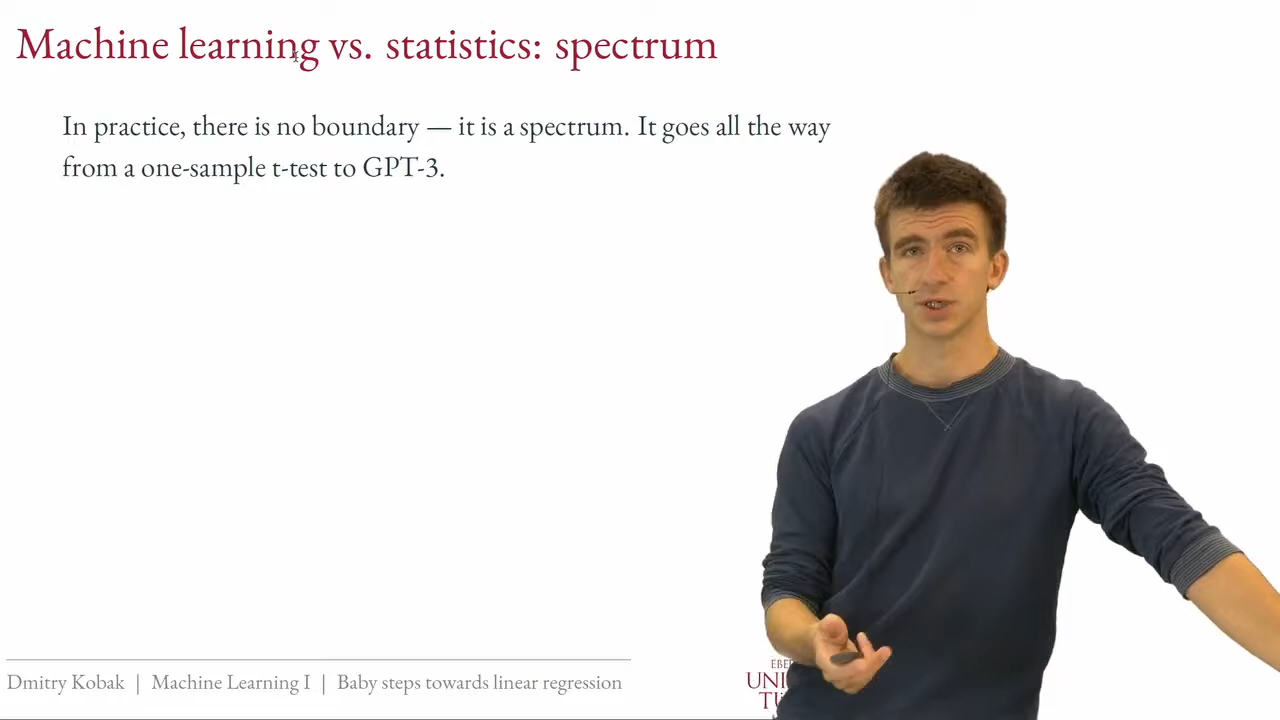 Machine learning vs. statistics: spectrum
In practice, there is no boundary — it is a spectrum. It goes all the way
from a one-sample t-test to GPT-3.
Dmitry Kobak | Machine Learning I | Baby steps towards linear regression